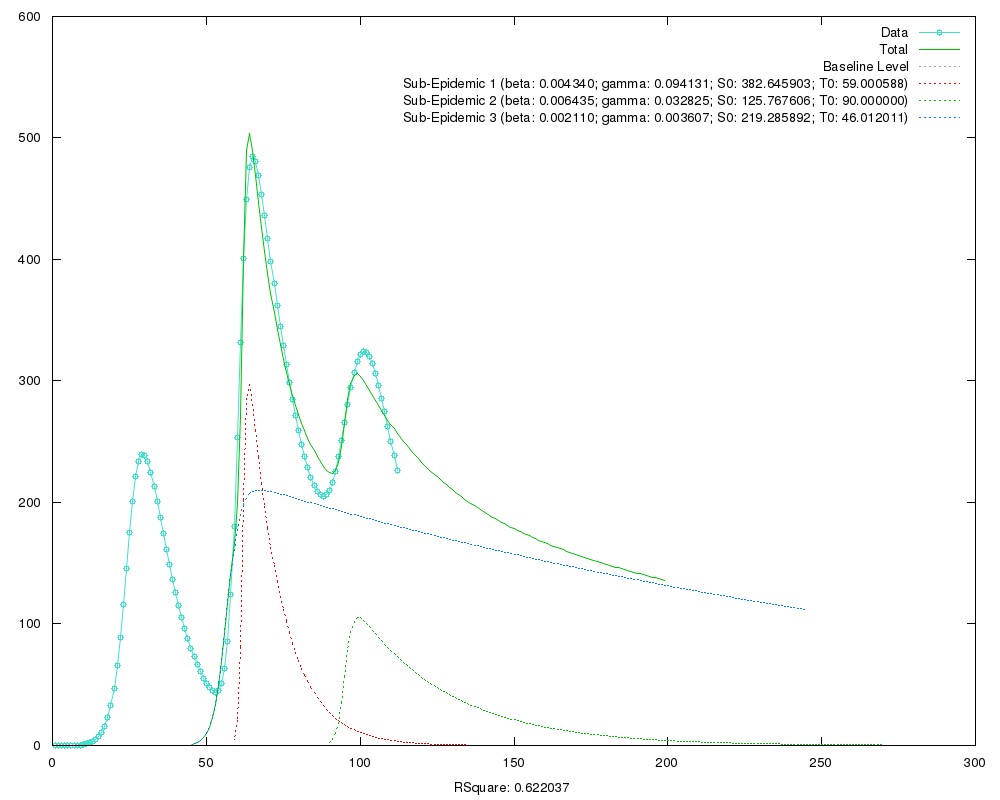 600
500
400
300
200
100
0
Data
Total
Baseline Level
Sub-Epidemic 1 (beta: 0.004340; gamma: 0.094131; S0: 382.645903; T0: 59.000588)
Sub-Epidemic 2 (beta: 0.006435; gamma: 0.032825; S0: 125.767606; T0: 90.000000)
Sub-Epidemic 3 (beta: 0.002110; gamma: 0.003607; S0: 219.285892; T0: 46.012011)
0 50 100 150 200 250 300
RSquare: 0.622037